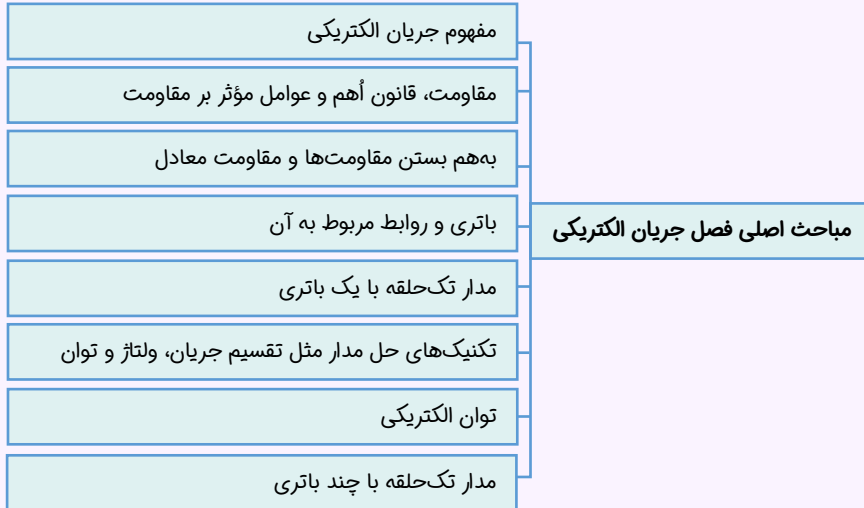 مباحث اصلی فصل جریان الکتریکی
مفهوم جریان الکتریکی
مقاومت، قانون اُهم و عوامل مؤثر بر مقاومت
به‌هم بستن مقاومت‌ها و مقاومت معادل
باتری و روابط مربوط به آن
مدار تک‌حلقه با یک باتری
تکنیک‌های حل مدار مثل تقسیم جریان، ولتاژ و توان
توان الکتریکی
مدار تک‌حلقه با چند باتری